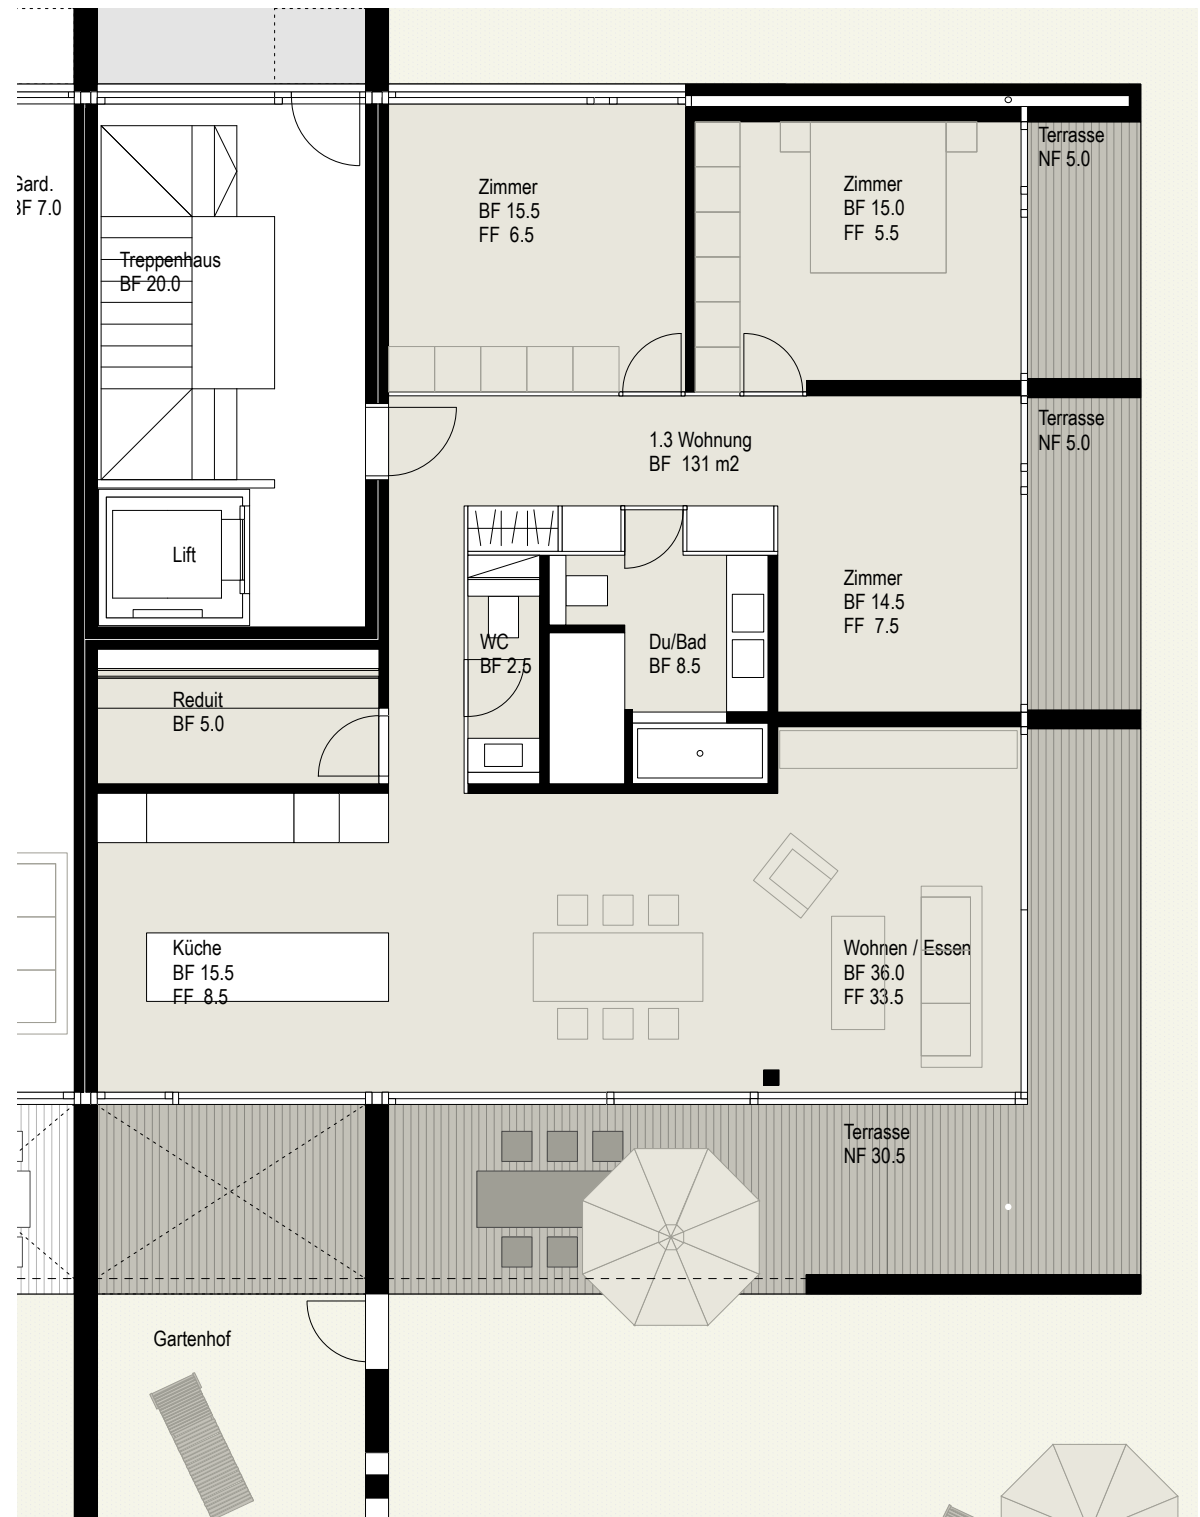 Terrasse
NF 5.0
Gard.
BF 7.0
Zimmer
BF 15.5
FF 6.5
Zimmer
BF 15.0
FF 5.5
Treppenhaus
BF 20.0
Terrasse
NF 5.0
1.3 Wohnung
BF 131 m2
Lift
Zimmer
BF 14.5
FF 7.5
WC
BF 2.5
Du/Bad
BF 8.5
Reduit
BF 5.0
Küche
BF 15.5
FF 8.5
Wohnen / Essen
BF 36.0
FF 33.5
Terrasse
NF 30.5
Gartenhof